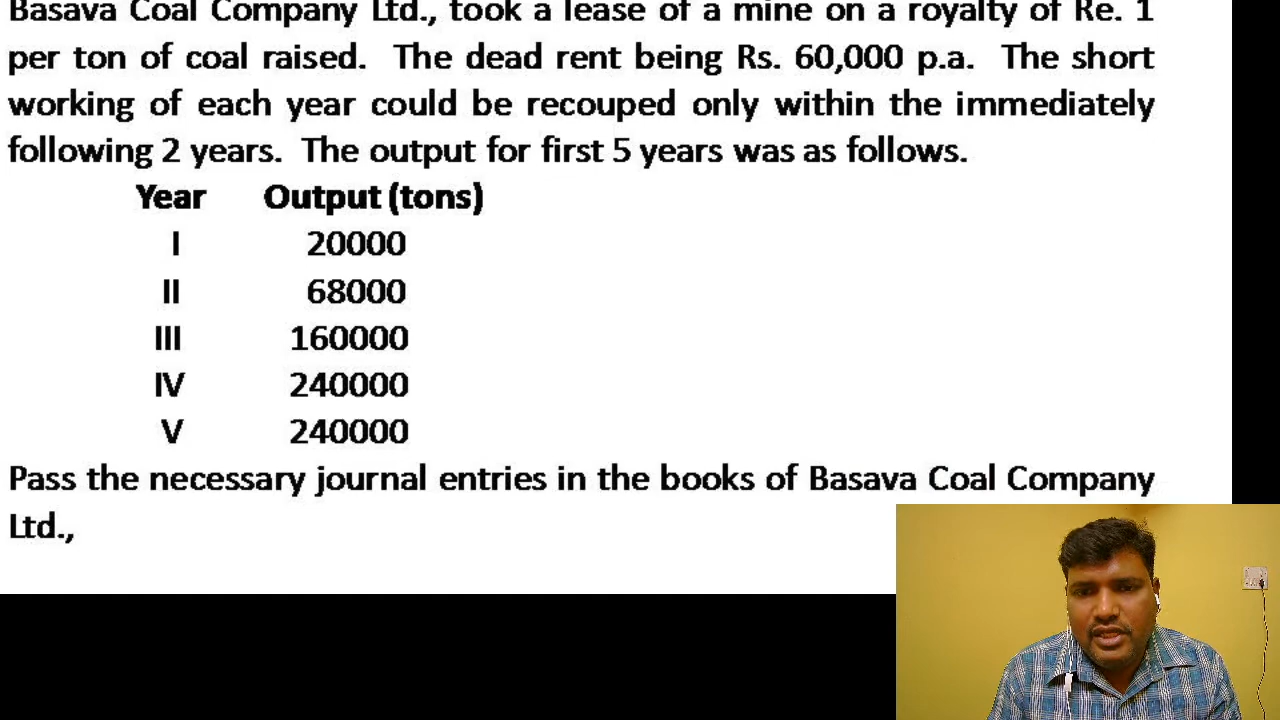 Basava Coal Company Ltd., took a lease of a mine on a royalty of Re. 1
per ton of coal raised. The dead rent being Rs. 60,000 p.a. The short
working of each year could be recouped only within the immediately
following 2 years. The output for first 5 years was as follows.
Year Output (tons)
I 20000
II 68000
III 160000
IV 240000
V 240000
Pass the necessary journal entries in the books of Basava Coal Company
Ltd.,